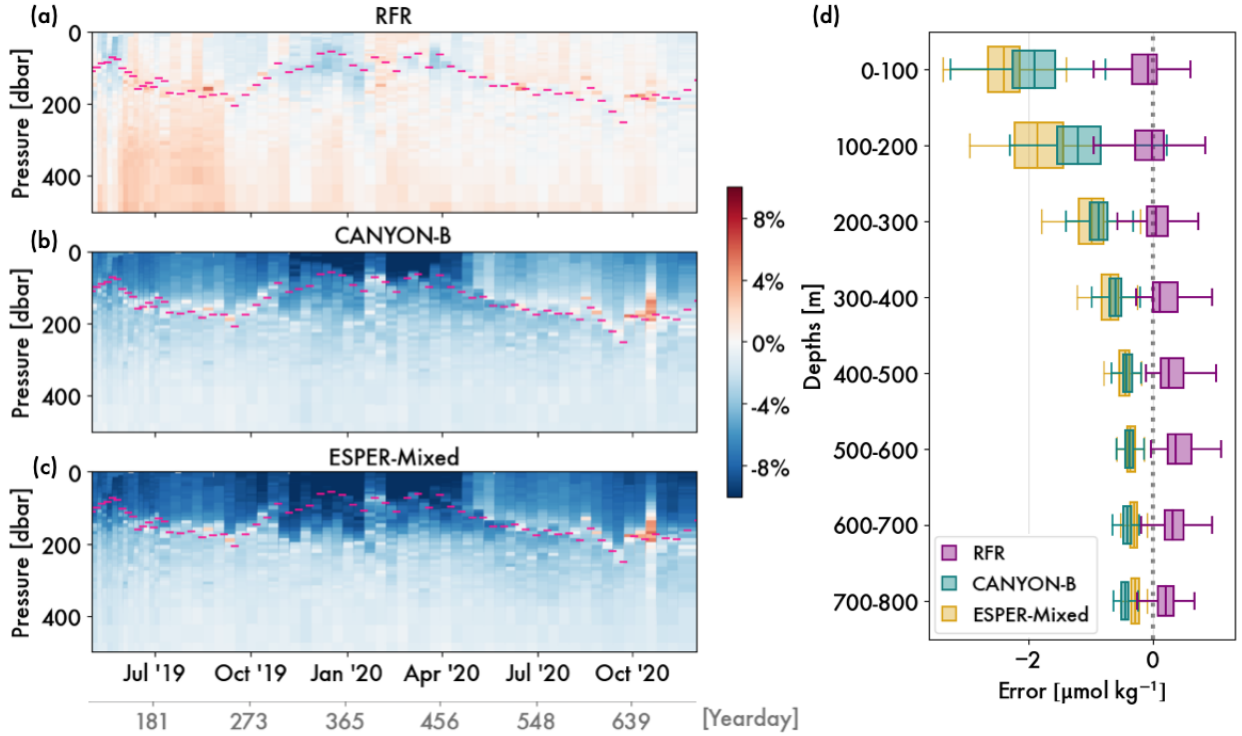 (a)
RFR
0
200
400
Pressure [dbar]
(b)
CANYON-B
0
200
400
Pressure [dbar]
(c)
ESPER-Mixed
0
200
400
Pressure [dbar]
Jul '19 Oct '19 Jan '20 Apr '20 Jul '20 Oct '20
181 273 365 456 548 639 [Yearday]
8%
4%
0%
-4%
-8%
(d)
0-100
100-200
200-300
300-400
400-500
500-600
600-700
700-800
Depths [m]
RFR
CANYON-B
ESPER-Mixed
−2 0
Error [μmol kg⁻¹]